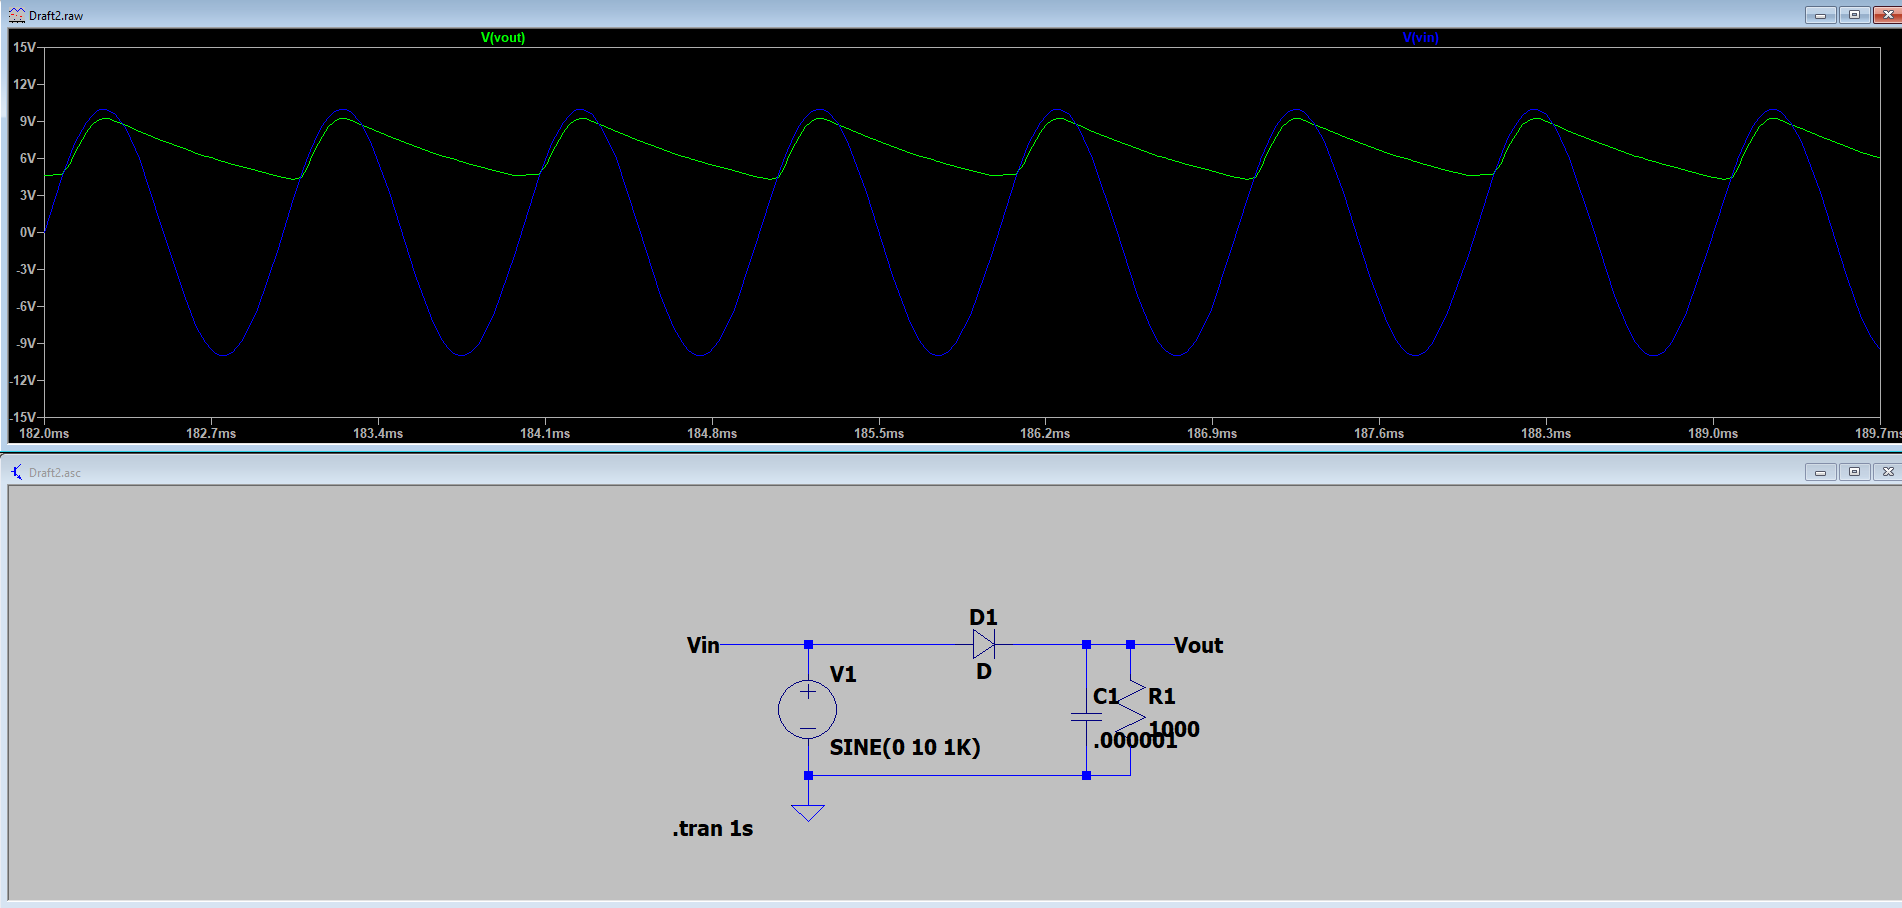 Draft2.raw
V(vout) V(vin)
15V
12V
9V
6V
3V
0V
-3V
-6V
-9V
-12V
-15V
182.0ms 182.7ms 183.4ms 184.1ms 184.8ms 185.5ms 186.2ms 186.9ms 187.6ms 188.3ms 189.0ms 189.7ms
Draft2.asc
D1
Vin Vout
D
V1
C1 R1
1000
.000001
SINE(0 10 1K)
.tran 1s